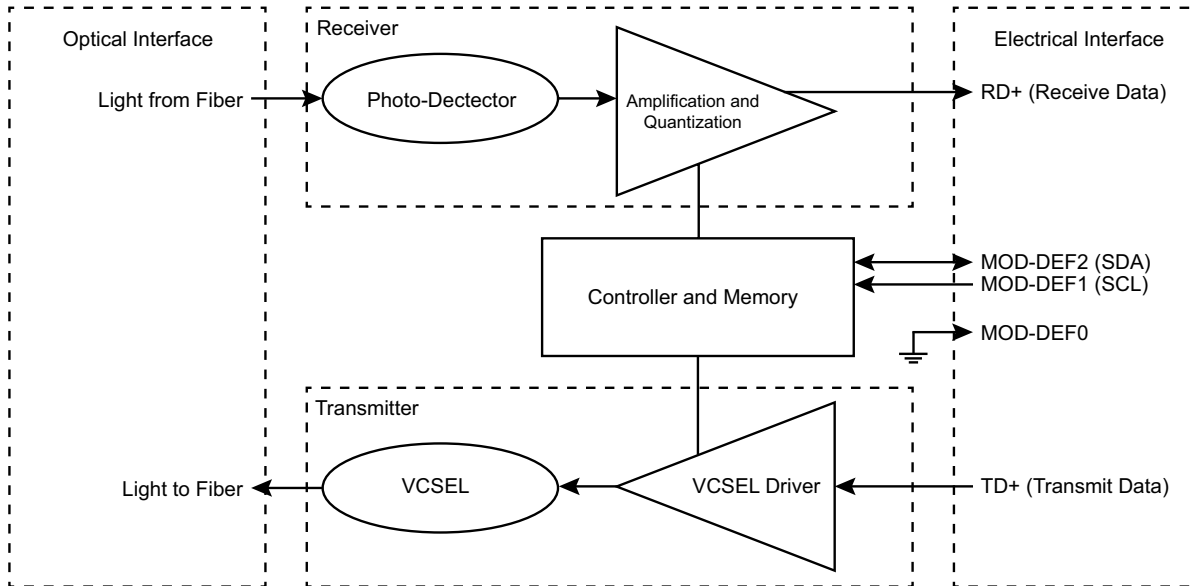 Optical Interface
Receiver
Electrical Interface
Light from Fiber
Photo-Dectector
Amplification and
Quantization
RD+ (Receive Data)
Controller and Memory
MOD-DEF2 (SDA)
MOD-DEF1 (SCL)
MOD-DEF0
Transmitter
Light to Fiber
VCSEL
VCSEL Driver
TD+ (Transmit Data)